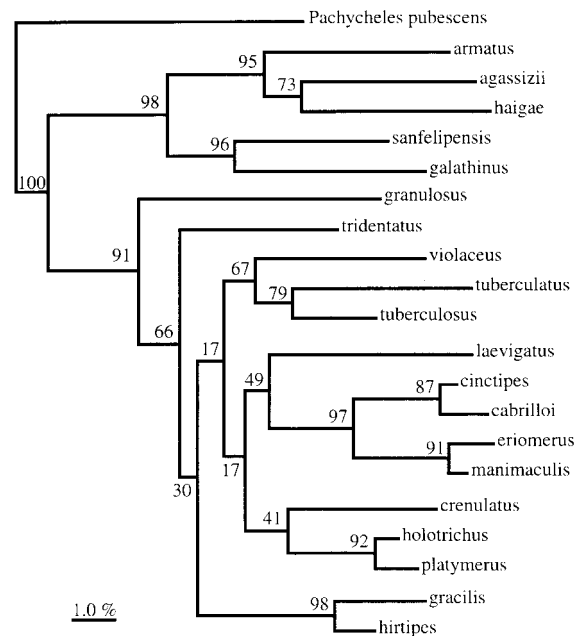 Pachycheles pubescens
armatus
95
agassizii
73
haigae
98
sanfelipensis
96
galathinus
100
granulosus
tridentatus
91
violaceus
67
tuberculatus
79
tuberculosus
66
17
laevigatus
49
cinctipes
87
cabrilloi
97
eriomerus
91
manimaculis
17
30
crenulatus
41
holotrichus
92
platymerus
gracilis
98
1.0 %
hirtipes